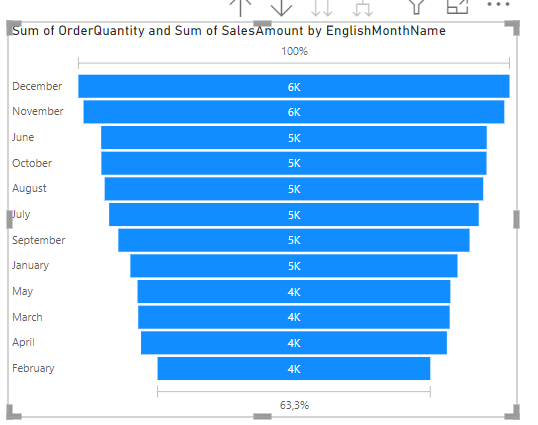 Sum of OrderQuantity and Sum of SalesAmount by EnglishMonthName
100%
December 6K
November 6K
June 5K
October 5K
August 5K
July 5K
September 5K
January 5K
May 4K
March 4K
April 4K
February 4K
63,3%